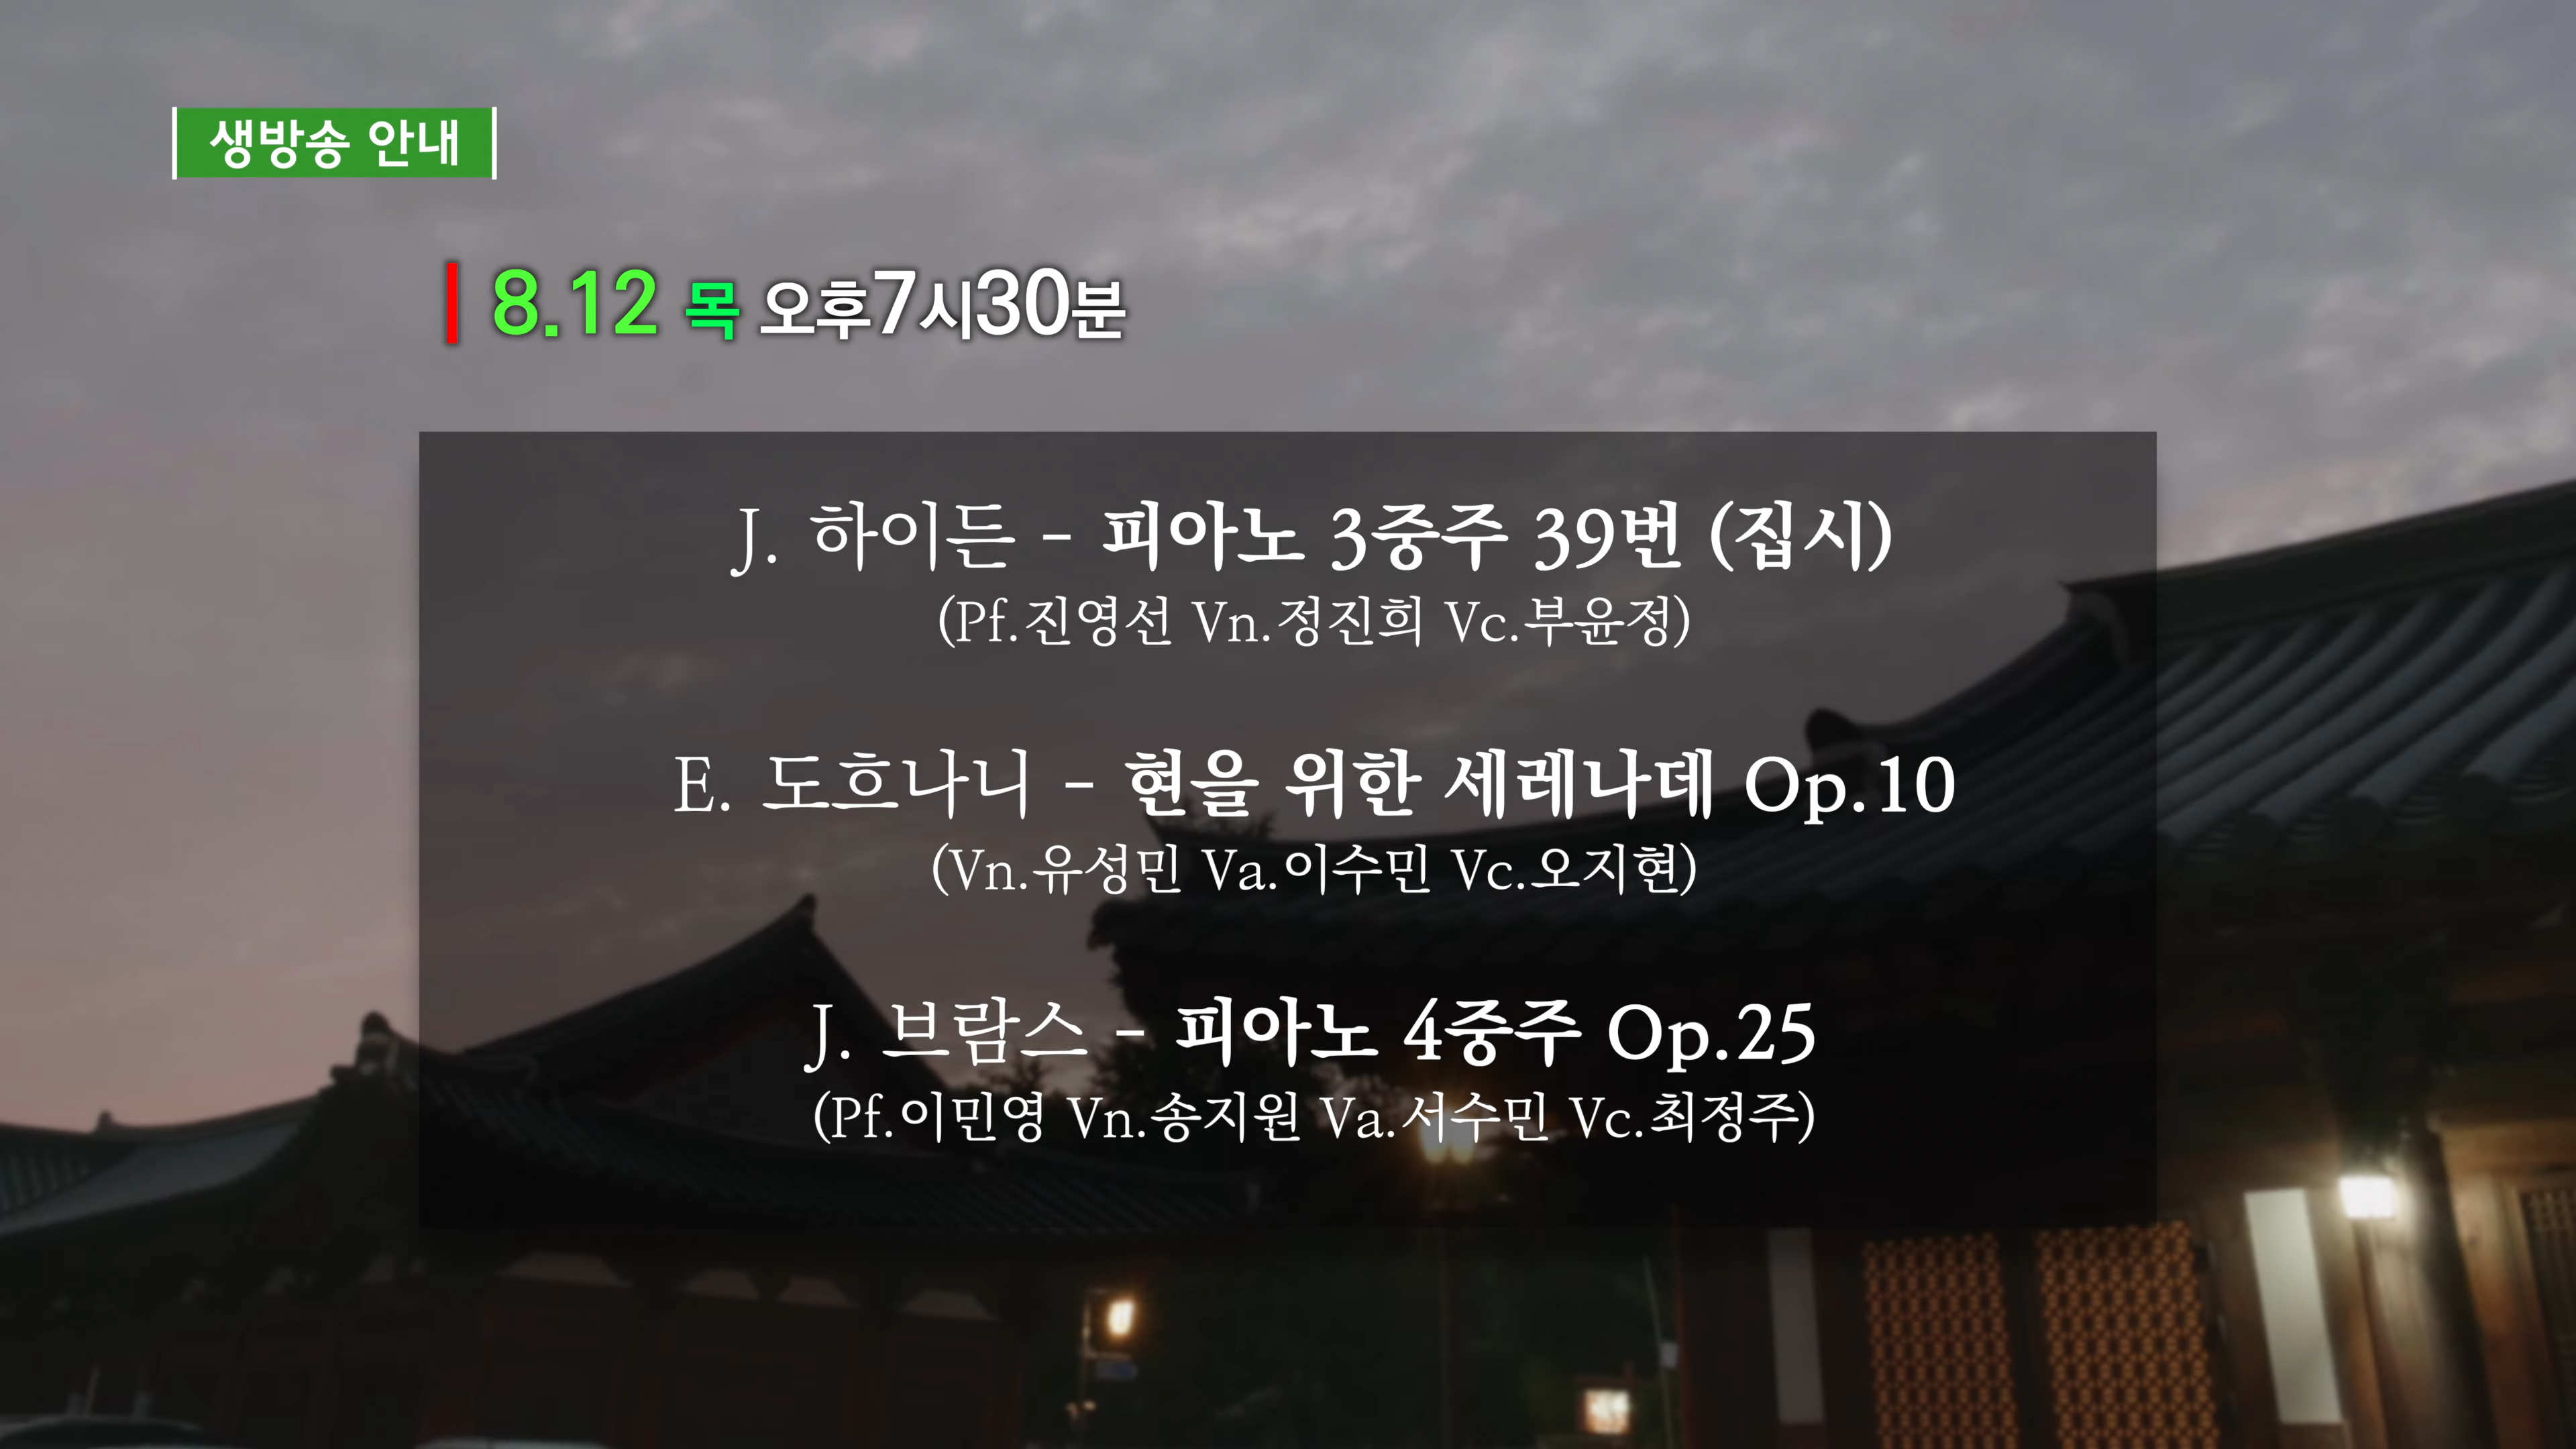 생방송 안내
8.12 목 오후7시30분
J. 하이든 - 피아노 3중주 39번 (집시)
(Pf.진영선 Vn.정진희 Vc.부윤정)
E. 도흐나니 - 현을 위한 세레나데 Op.10
(Vn.유성민 Va.이수민 Vc.오지현)
J. 브람스 - 피아노 4중주 Op.25
(Pf.이민영 Vn.송지원 Va.서수민 Vc.최정주)